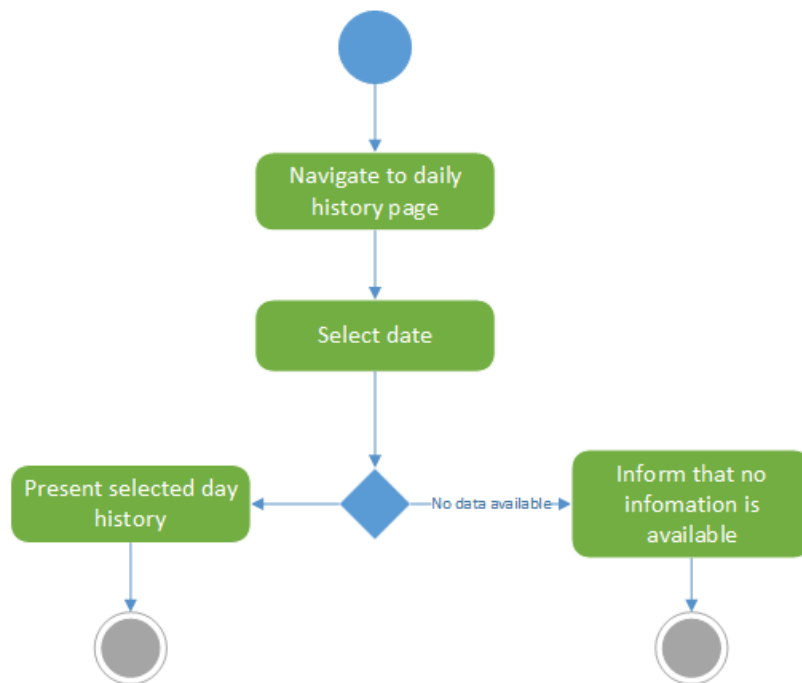 Navigate to daily
history page
Select date
Present selected day
history
No data available
Inform that no
infomation is
available